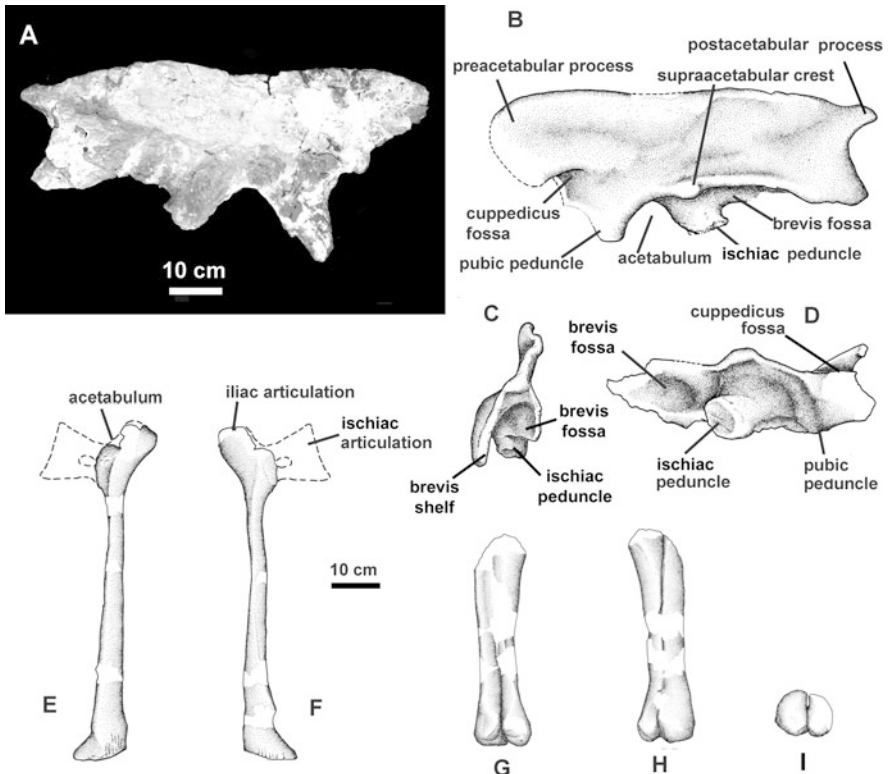 A
10 cm
B
postacetabular process
preacetabular process
supraacetabular crest
cuppedicus
fossa
brevis fossa
pubic peduncle
acetabulum
ischiac peduncle
C
cuppedicus
fossa
D
brevis
fossa
brevis
fossa
ischiac
peduncle
brevis
shelf
ischiac
peduncle
pubic
peduncle
acetabulum
iliac articulation
ischiac
articulation
10 cm
E
F
G
H
I